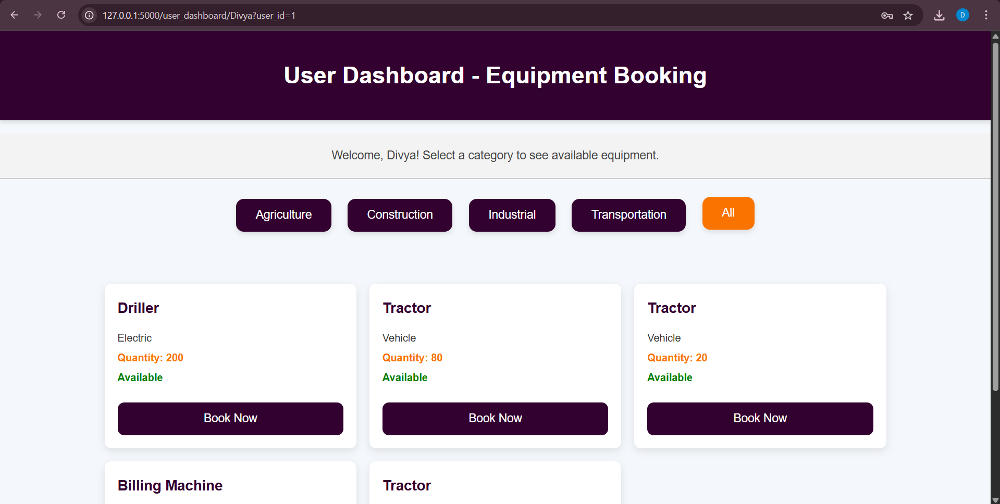 127.0.0.1:5000/user_dashboard/Divya?user_id=1
D
User Dashboard - Equipment Booking
Welcome, Divya! Select a category to see available equipment.
Agriculture Construction Industrial Transportation All
Driller Tractor Tractor
Electric Vehicle Vehicle
Quantity: 200 Quantity: 80 Quantity: 20
Available Available Available
Book Now Book Now Book Now
Billing Machine Tractor